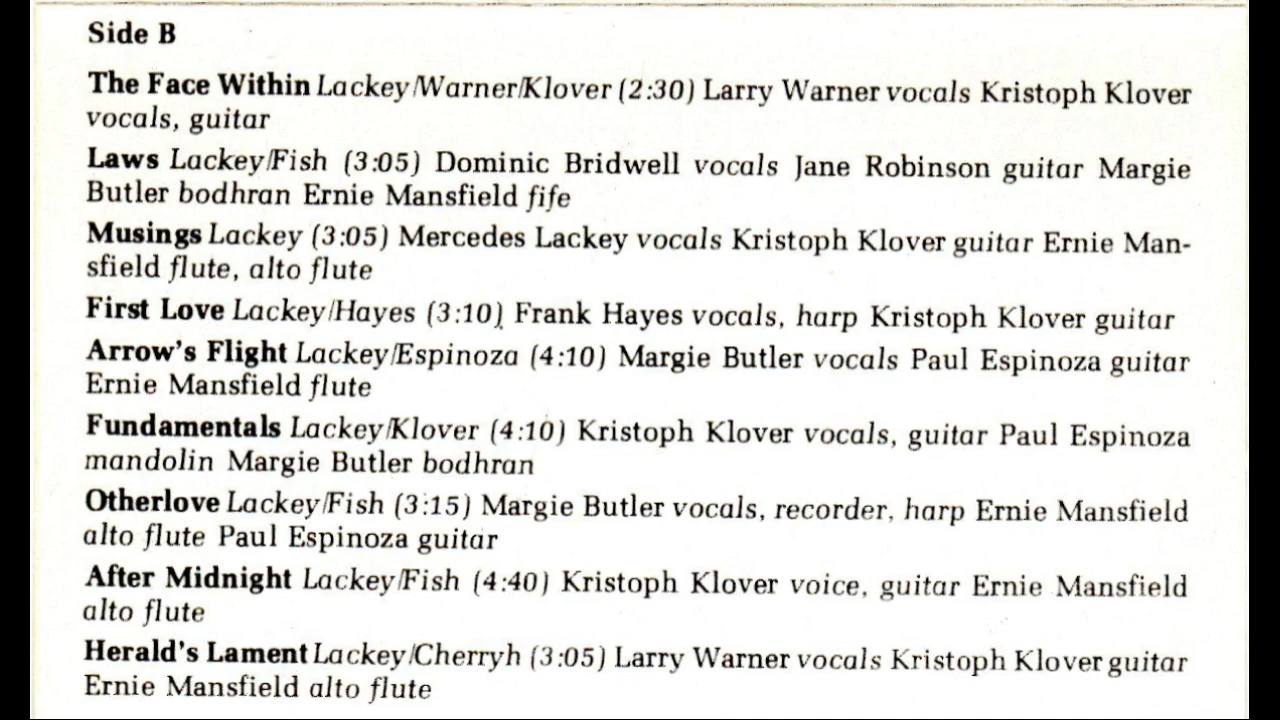 Side B
The Face Within Lackey/Warner/Klover (2:30) Larry Warner vocals Kristoph Klover
vocals, guitar
Laws Lackey/Fish (3:05) Dominic Bridwell vocals Jane Robinson guitar Margie
Butler bodhran Ernie Mansfield fife
Musings Lackey (3:05) Mercedes Lackey vocals Kristoph Klover guitar Ernie Man-
sfield flute, alto flute
First Love Lackey/Hayes (3:10) Frank Hayes vocals, harp Kristoph Klover guitar
Arrow's Flight Lackey/Espinoza (4:10) Margie Butler vocals Paul Espinoza guitar
Ernie Mansfield flute
Fundamentals Lackey/Klover (4:10) Kristoph Klover vocals, guitar Paul Espinoza
mandolin Margie Butler bodhran
Otherlove Lackey/Fish (3:15) Margie Butler vocals, recorder, harp Ernie Mansfield
alto flute Paul Espinoza guitar
After Midnight Lackey/Fish (4:40) Kristoph Klover voice, guitar Ernie Mansfield
alto flute
Herald's Lament Lackey/Cherryh (3:05) Larry Warner vocals Kristoph Klover guitar
Ernie Mansfield alto flute